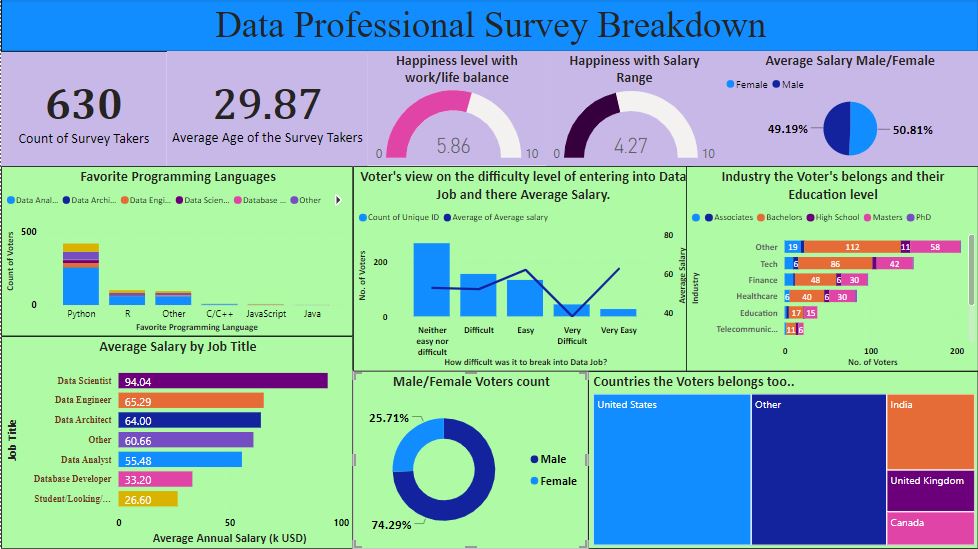 Data Professional Survey Breakdown
630
Count of Survey Takers
29.87
Average Age of the Survey Takers
Happiness level with
work/life balance
5.86
0
10
Happiness with Salary
Range
4.27
0
10
Average Salary Male/Female
Female Male
49.19%
50.81%
Favorite Programming Languages
Data Anal... Data Archi... Data Engi... Data Scien... Database ... Other
Count of Voters
500
0
Python R Other C/C++ JavaScript Java
Favorite Programming Language
Voter's view on the difficulty level of entering into Data
Job and there Average Salary.
Count of Unique ID Average of Average salary
No. of Voters
200
0
80
60
40
Average Salary
Neither
easy nor
difficult
Difficult
Easy
Very
Difficult
Very Easy
How difficult was it to break into Data Job?
Industry the Voter's belongs and their
Education level
Associates Bachelors High School Masters PhD
Industry
Other 19 112 11 58
Tech 6 86 42
Finance 48 6 30
Healthcare 6 40 6 30
Education 17 15
Telecommunic... 11 6
0 100 200
No. of Voters
Average Salary by Job Title
Job Title
Data Scientist 94.04
Data Engineer 65.29
Data Architect 64.00
Other 60.66
Data Analyst 55.48
Database Developer 33.20
Student/Looking/... 26.60
0 50 100
Average Annual Salary (k USD)
Male/Female Voters count
25.71%
74.29%
Male
Female
Countries the Voters belongs too..
United States
Other
India
United Kingdom
Canada